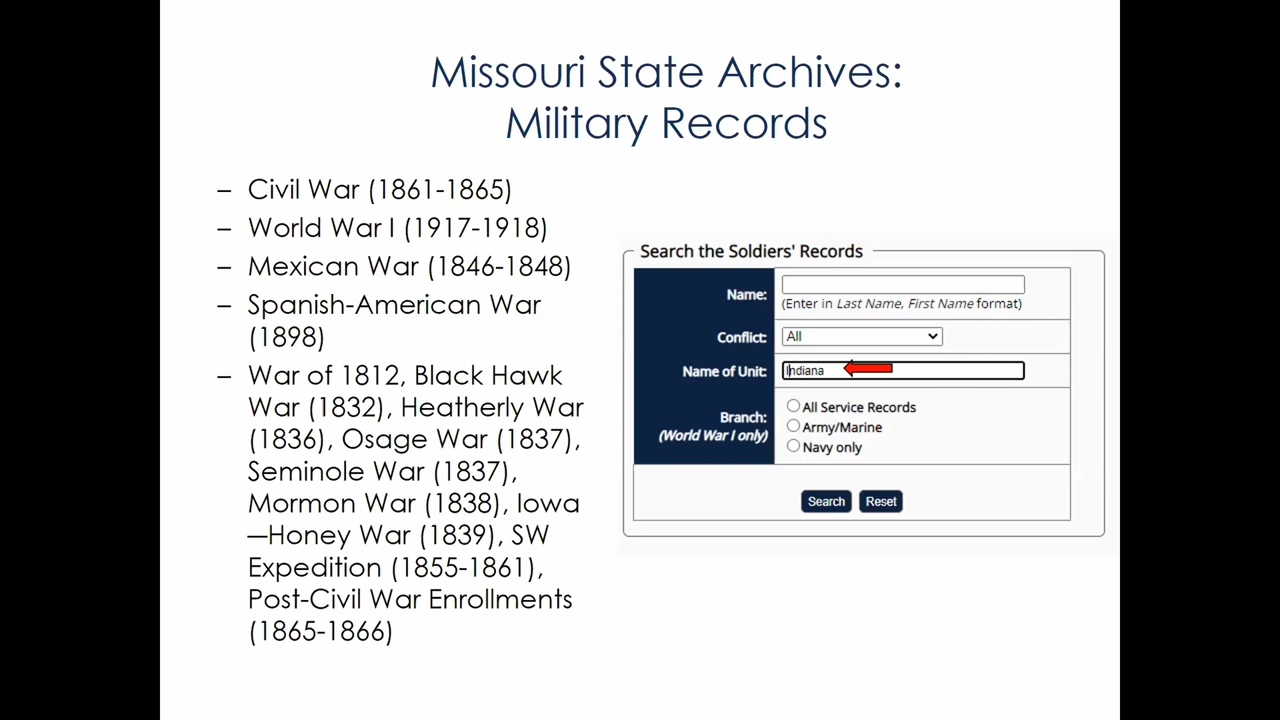 Missouri State Archives:
Military Records
– Civil War (1861-1865)
– World War I (1917-1918)
– Mexican War (1846-1848)
– Spanish-American War
(1898)
– War of 1812, Black Hawk
War (1832), Heatherly War
(1836), Osage War (1837),
Seminole War (1837),
Mormon War (1838), Iowa
—Honey War (1839), SW
Expedition (1855-1861),
Post-Civil War Enrollments
(1865-1866)
Search the Soldiers' Records
Name:
(Enter in Last Name, First Name format)
Conflict: All
Name of Unit: Indiana
Branch:
(World War I only)
All Service Records
Army/Marine
Navy only
Search Reset